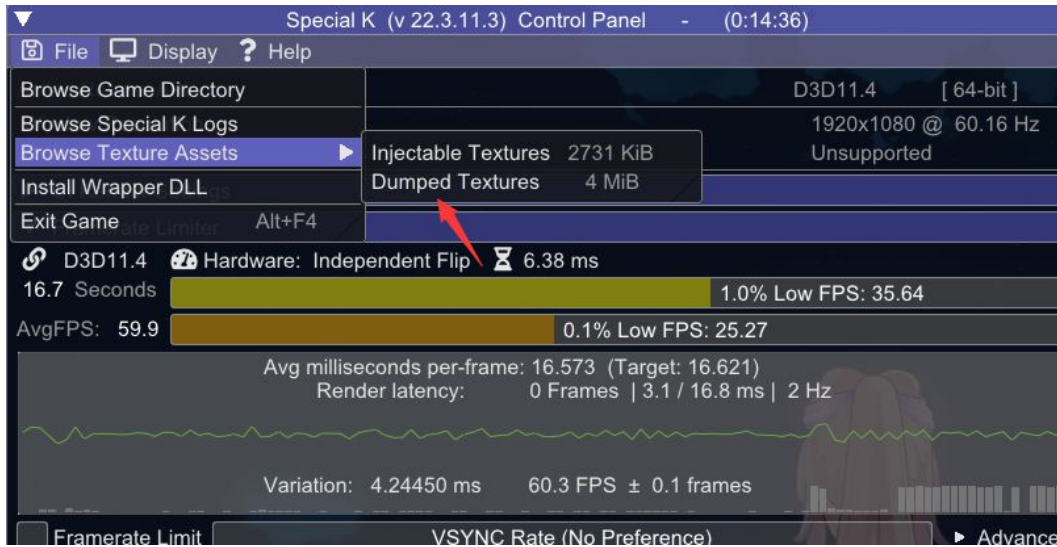 Special K (v 22.3.11.3) Control Panel - (0:14:36)
File Display ? Help
Browse Game Directory D3D11.4 [ 64-bit ]
Browse Special K Logs 1920x1080 @ 60.16 Hz
Browse Texture Assets Injectable Textures 2731 KiB Unsupported
Install Wrapper DLL Dumped Textures 4 MiB
Exit Game Alt+F4 Framerate Limiter
D3D11.4 Hardware: Independent Flip 6.38 ms
16.7 Seconds 1.0% Low FPS: 35.64
AvgFPS: 59.9 0.1% Low FPS: 25.27
Avg milliseconds per-frame: 16.573 (Target: 16.621)
Render latency: 0 Frames | 3.1 / 16.8 ms | 2 Hz
Variation: 4.24450 ms 60.3 FPS ± 0.1 frames
Framerate Limit VSYNC Rate (No Preference) Advance